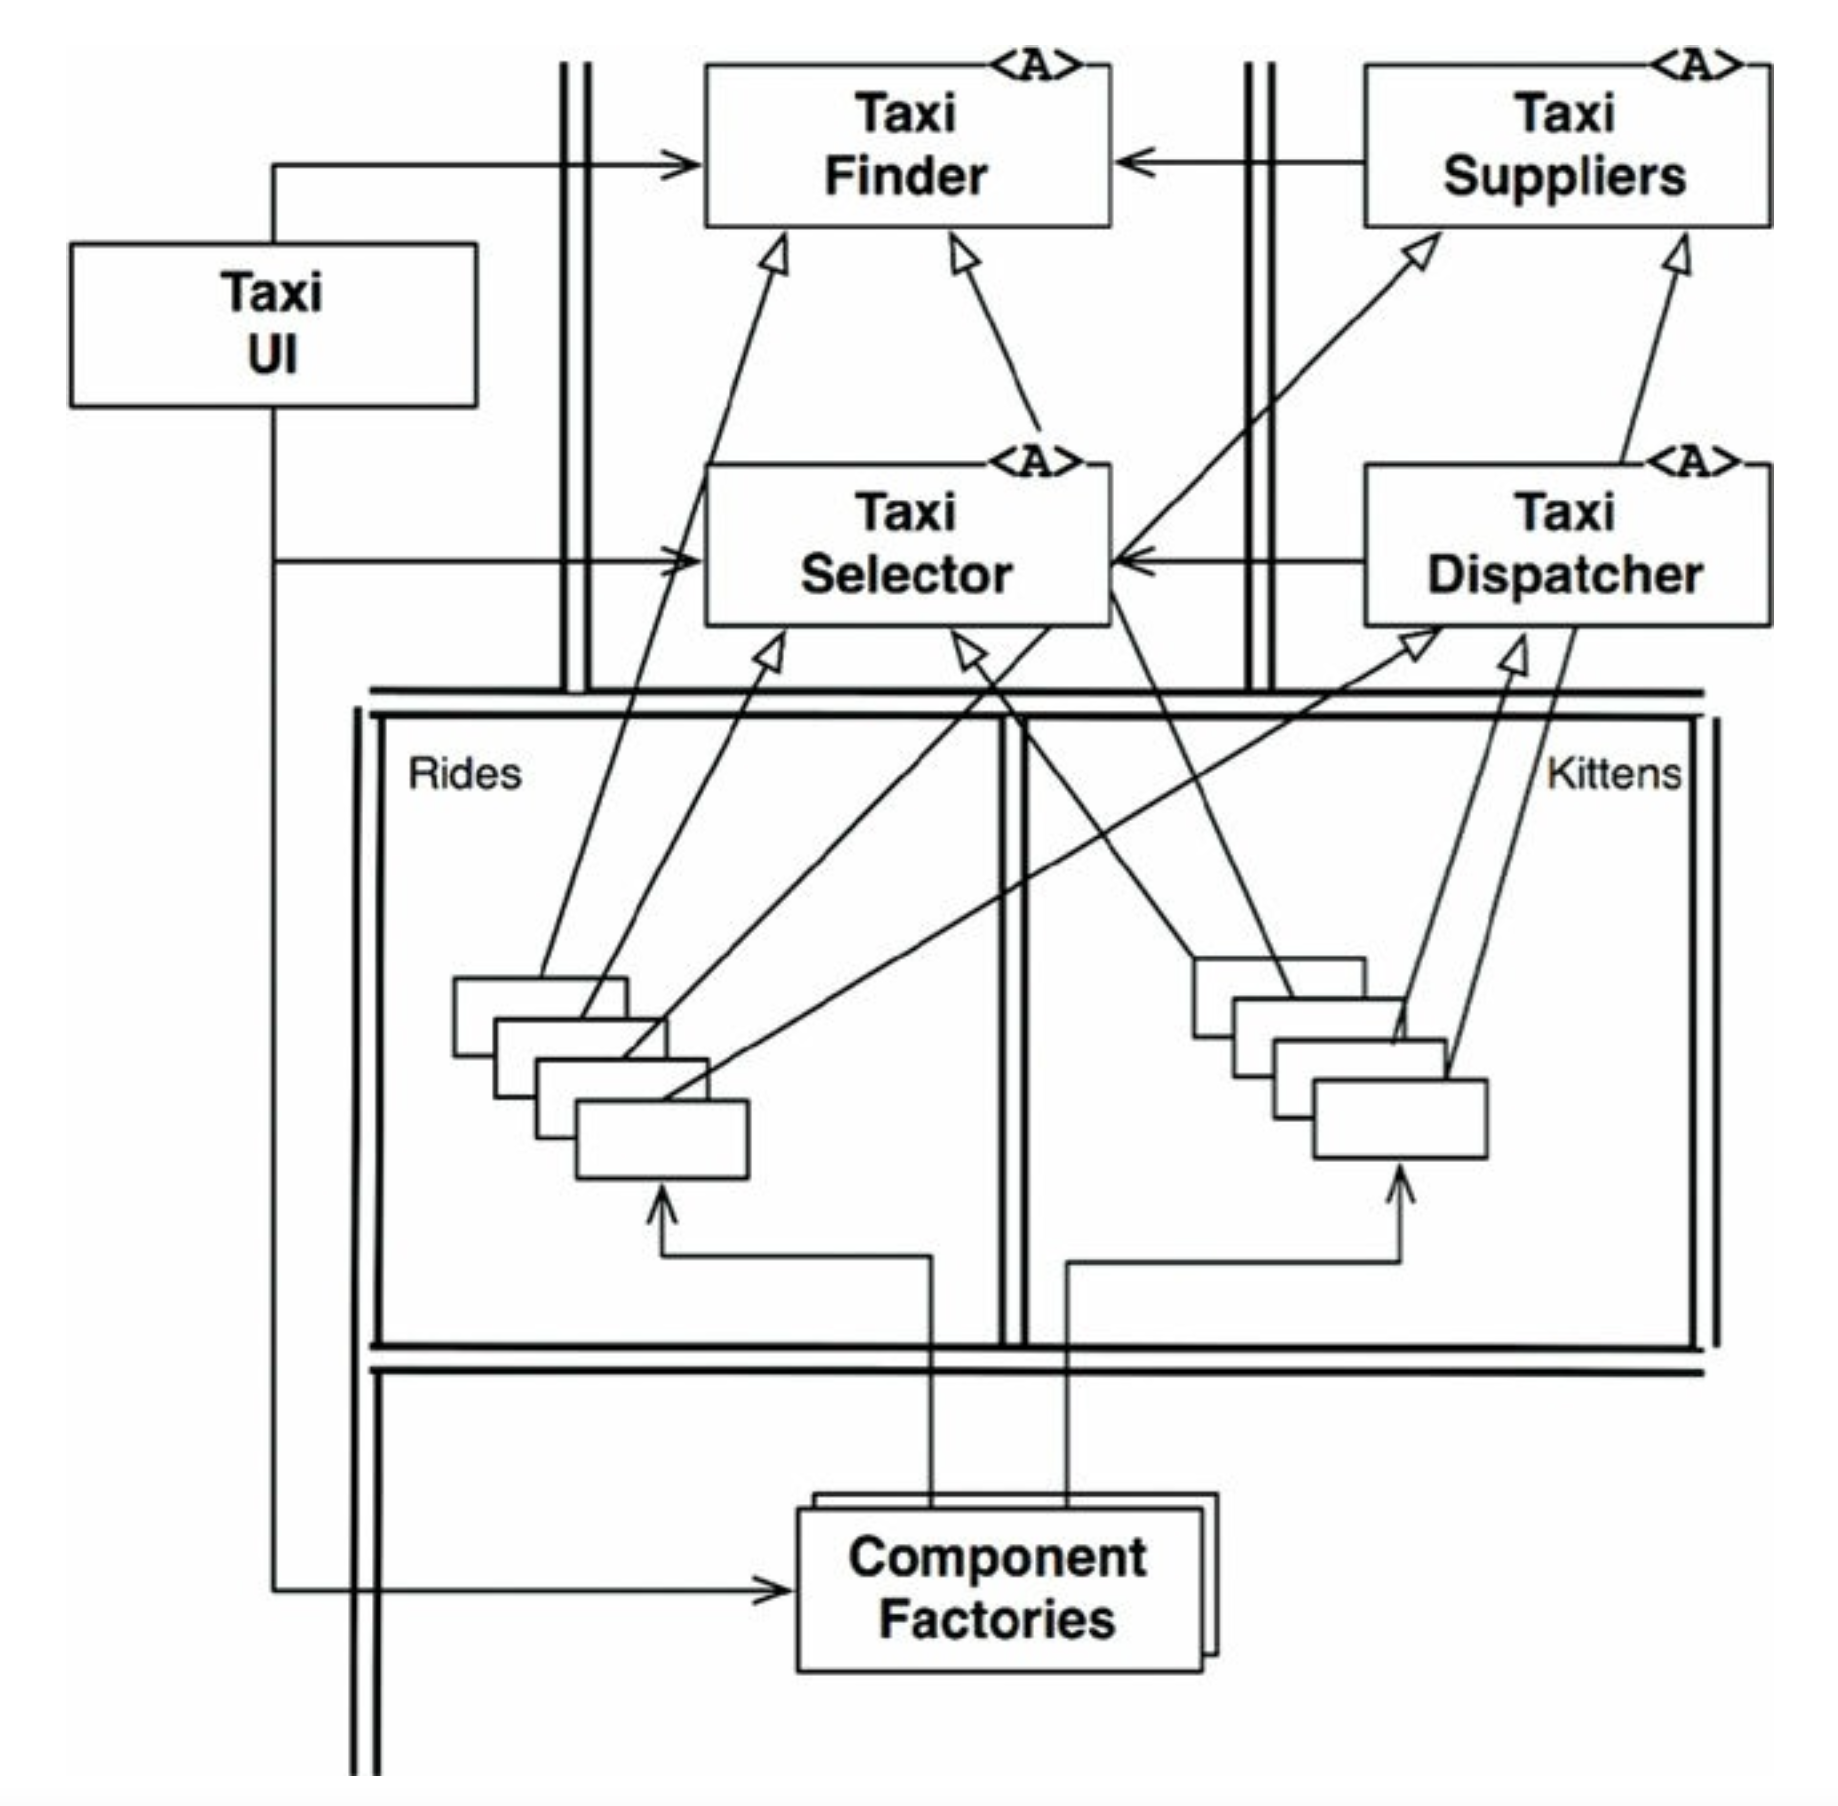 <A>
Taxi
Finder
<A>
Taxi
Suppliers
Taxi
UI
<A>
Taxi
Selector
<A>
Taxi
Dispatcher
Rides
Kittens
Component
Factories